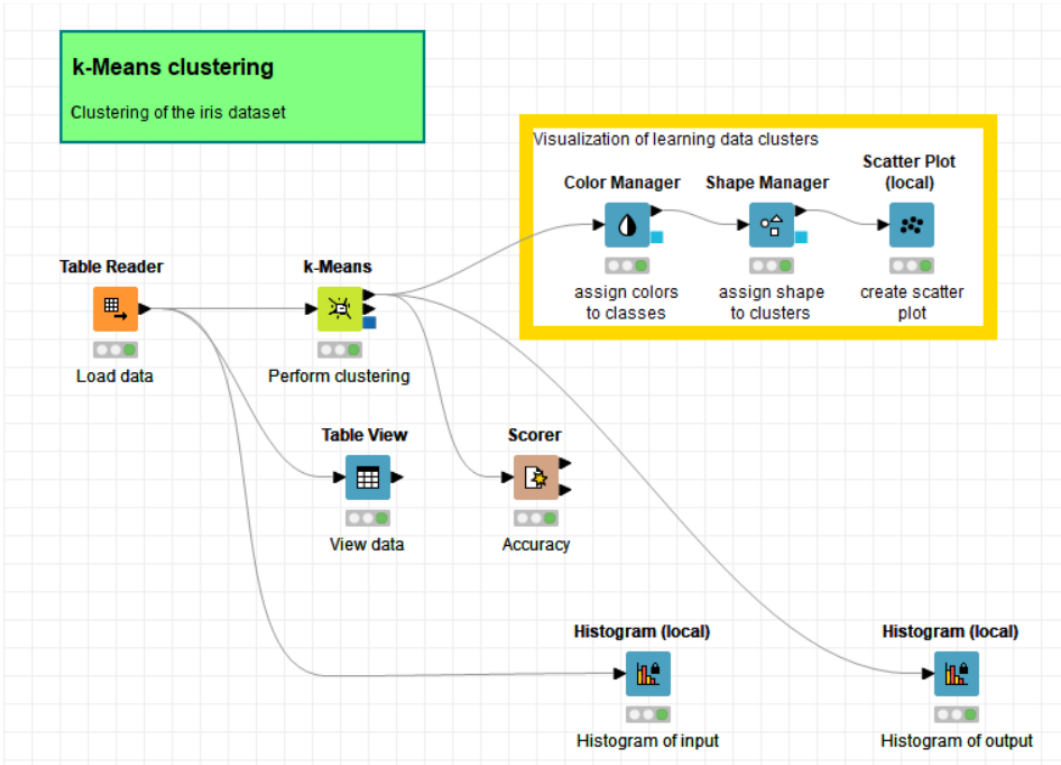 k-Means clustering
Clustering of the iris dataset
Visualization of learning data clusters
Color Manager
assign colors
to classes
Shape Manager
assign shape
to clusters
Scatter Plot
(local)
create scatter
plot
Table Reader
Load data
k-Means
Perform clustering
Table View
View data
Scorer
Accuracy
Histogram (local)
Histogram of input
Histogram (local)
Histogram of output